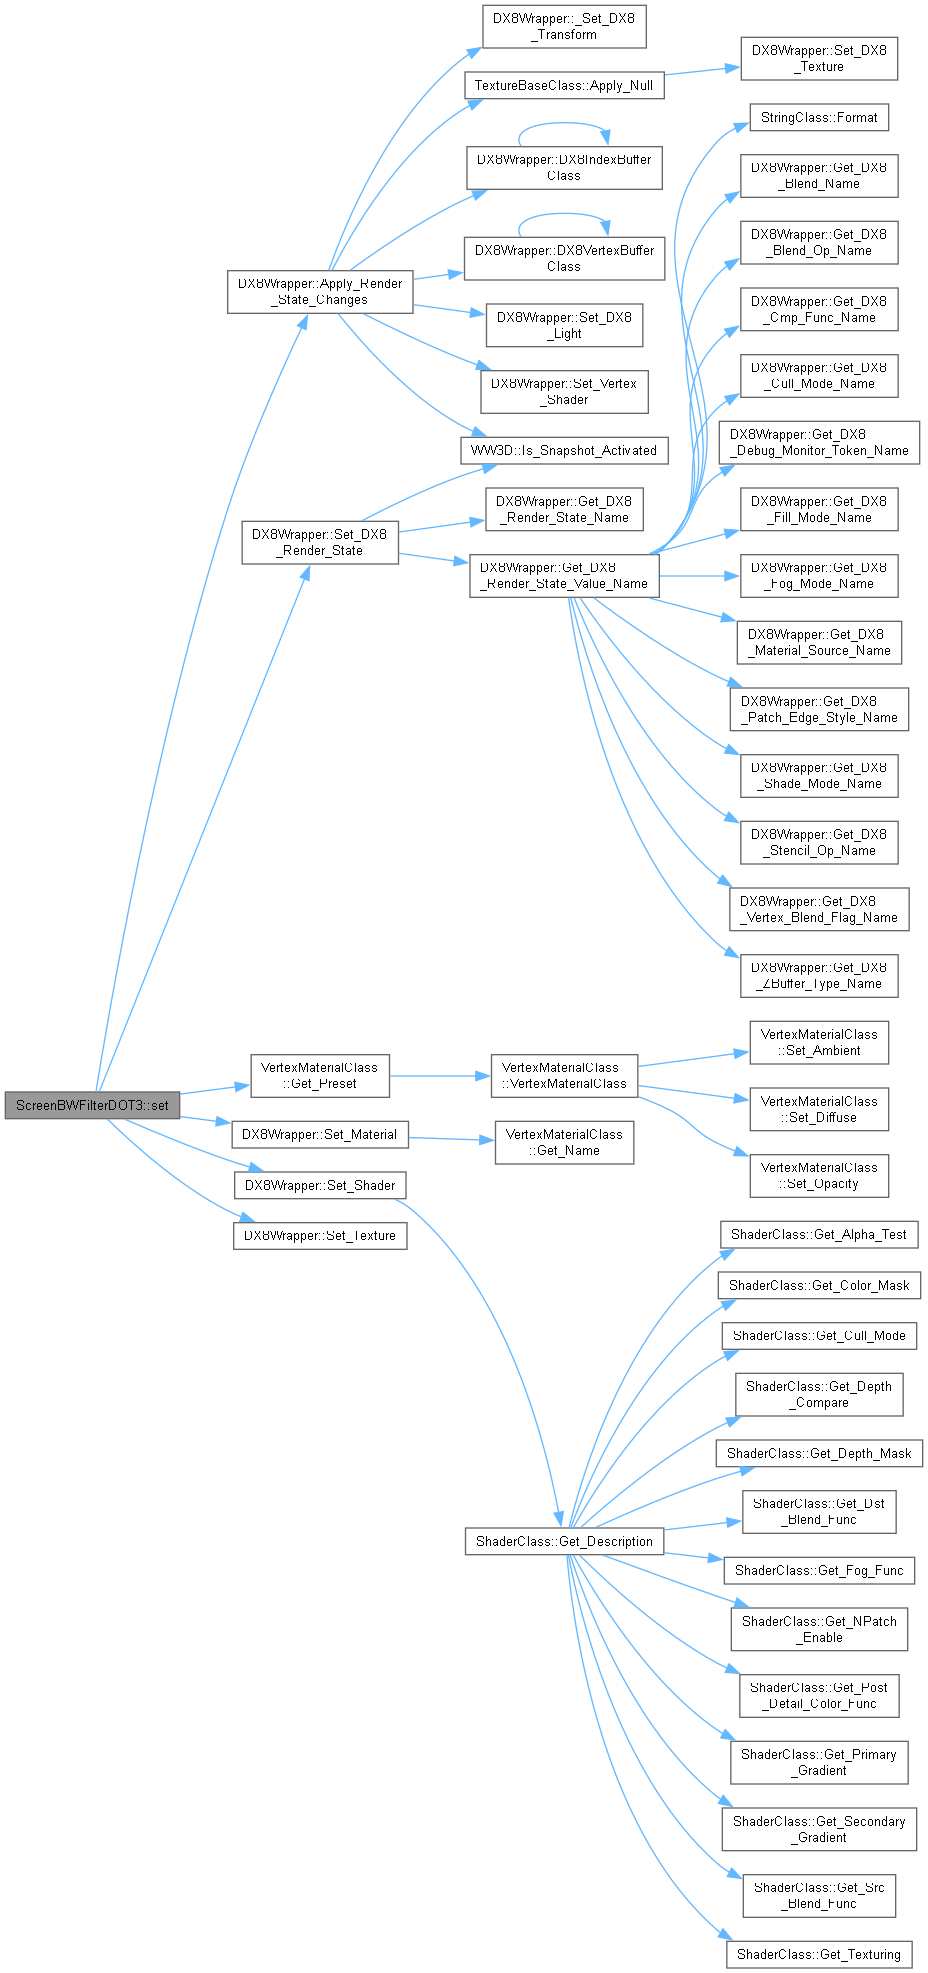 DX8Wrapper::_Set_DX8
_Transform
DX8Wrapper::Set_DX8
_Texture
TextureBaseClass::Apply_Null
StringClass::Format
DX8Wrapper::DX8IndexBuffer
Class
DX8Wrapper::Get_DX8
_Blend_Name
DX8Wrapper::DX8VertexBuffer
Class
DX8Wrapper::Get_DX8
_Blend_Op_Name
DX8Wrapper::Apply_Render
_State_Changes
DX8Wrapper::Set_DX8
_Light
DX8Wrapper::Get_DX8
_Cmp_Func_Name
DX8Wrapper::Set_Vertex
_Shader
DX8Wrapper::Get_DX8
_Cull_Mode_Name
WW3D::Is_Snapshot_Activated
DX8Wrapper::Get_DX8
_Debug_Monitor_Token_Name
DX8Wrapper::Set_DX8
_Render_State
DX8Wrapper::Get_DX8
_Render_State_Name
DX8Wrapper::Get_DX8
_Fill_Mode_Name
DX8Wrapper::Get_DX8
_Render_State_Value_Name
DX8Wrapper::Get_DX8
_Fog_Mode_Name
DX8Wrapper::Get_DX8
_Material_Source_Name
DX8Wrapper::Get_DX8
_Patch_Edge_Style_Name
DX8Wrapper::Get_DX8
_Shade_Mode_Name
DX8Wrapper::Get_DX8
_Stencil_Op_Name
DX8Wrapper::Get_DX8
_Vertex_Blend_Flag_Name
DX8Wrapper::Get_DX8
_ZBuffer_Type_Name
ScreenBWFilterDOT3::set
VertexMaterialClass
::Get_Preset
VertexMaterialClass
::VertexMaterialClass
VertexMaterialClass
::Set_Ambient
VertexMaterialClass
::Set_Diffuse
DX8Wrapper::Set_Material
VertexMaterialClass
::Get_Name
VertexMaterialClass
::Set_Opacity
DX8Wrapper::Set_Shader
DX8Wrapper::Set_Texture
ShaderClass::Get_Alpha_Test
ShaderClass::Get_Color_Mask
ShaderClass::Get_Cull_Mode
ShaderClass::Get_Depth
_Compare
ShaderClass::Get_Depth_Mask
ShaderClass::Get_Dst
_Blend_Func
ShaderClass::Get_Description
ShaderClass::Get_Fog_Func
ShaderClass::Get_NPatch
_Enable
ShaderClass::Get_Post
_Detail_Color_Func
ShaderClass::Get_Primary
_Gradient
ShaderClass::Get_Secondary
_Gradient
ShaderClass::Get_Src
_Blend_Func
ShaderClass::Get_Texturing